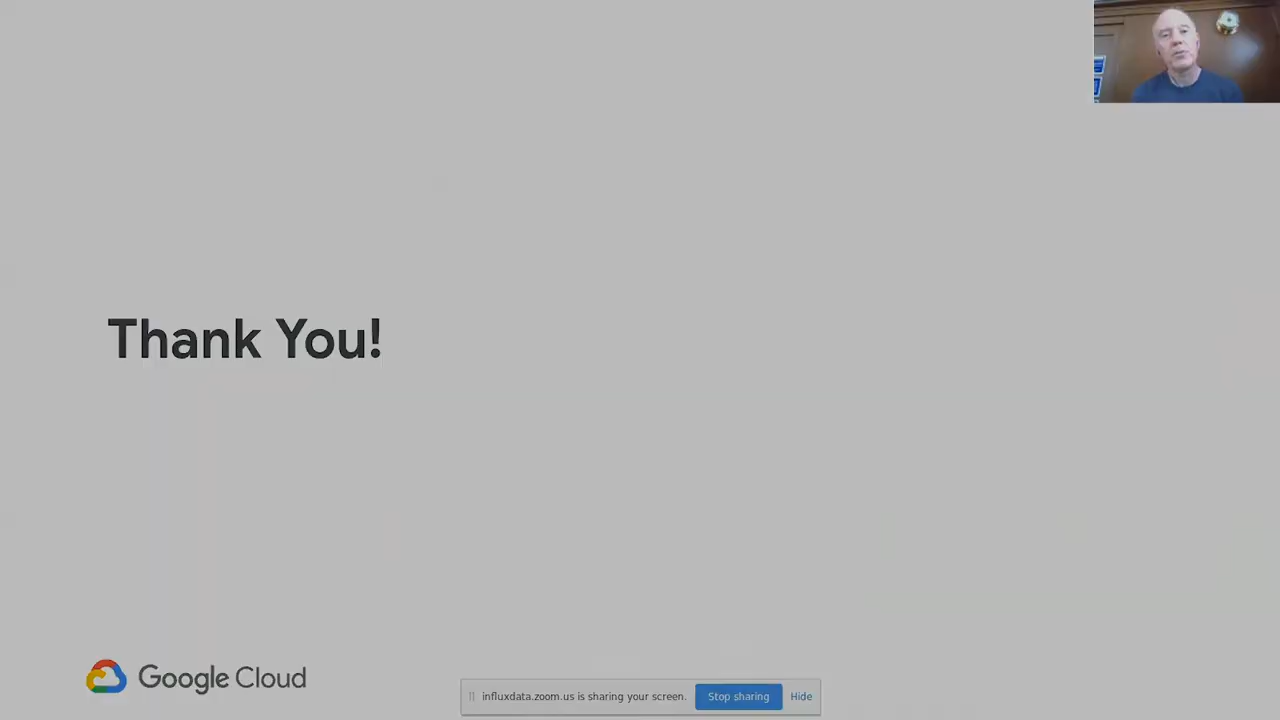 Thank You!
Google Cloud
influxdata.zoom.us is sharing your screen.
Stop sharing
Hide